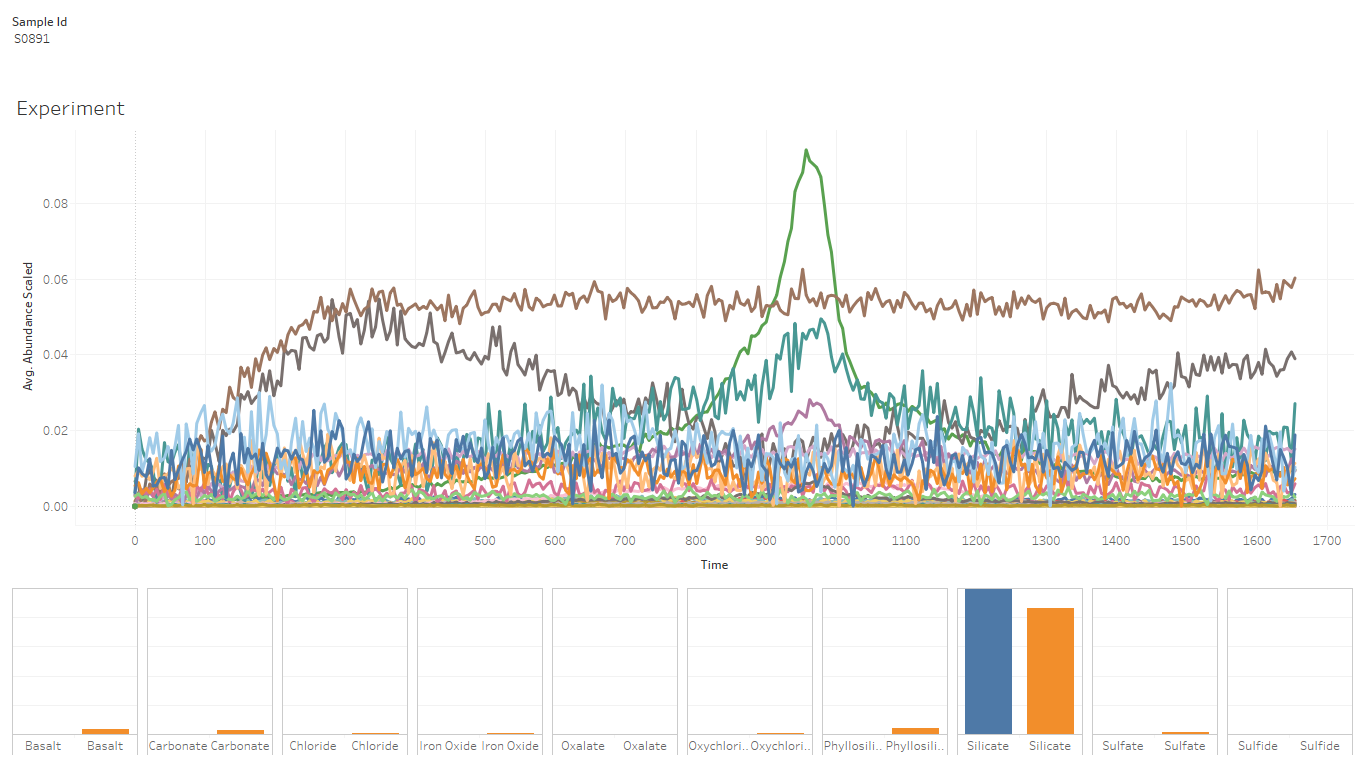 Sample Id
S0891
Experiment
Avg. Abundance Scaled
0.08
0.06
0.04
0.02
0.00
0 100 200 300 400 500 600 700 800 900 1000 1100 1200 1300 1400 1500 1600 1700
Time
Basalt Basalt Carbonate Carbonate Chloride Chloride Iron Oxide Iron Oxide Oxalate Oxalate Oxychlori.. Oxychlori.. Phyllosili.. Phyllosili.. Silicate Silicate Sulfate Sulfate Sulfide Sulfide